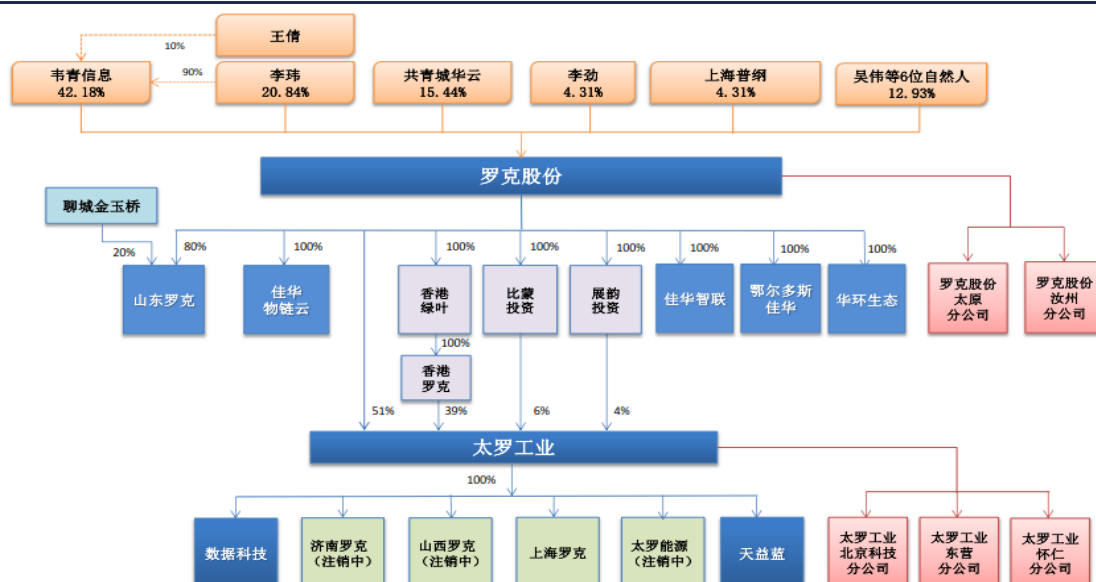 王倩
10%
韦青信息
42.18%
90%
李玮
20.84%
共青城华云
15.44%
李劲
4.31%
上海普纲
4.31%
吴伟等6位自然人
12.93%
罗克股份
聊城金玉桥
20%
80%
100%
100%
100%
100%
100%
100%
100%
山东罗克
佳华
物链云
香港
绿叶
比蒙
投资
展韵
投资
佳华智联
鄂尔多斯
佳华
华环生态
罗克股份
太原
分公司
罗克股份
汝州
分公司
100%
香港
罗克
51%
39%
6%
4%
太罗工业
100%
数据科技
济南罗克
（注销中）
山西罗克
（注销中）
上海罗克
太罗能源
（注销中）
天益蓝
太罗工业
北京科技
分公司
太罗工业
东营
分公司
太罗工业
怀仁
分公司